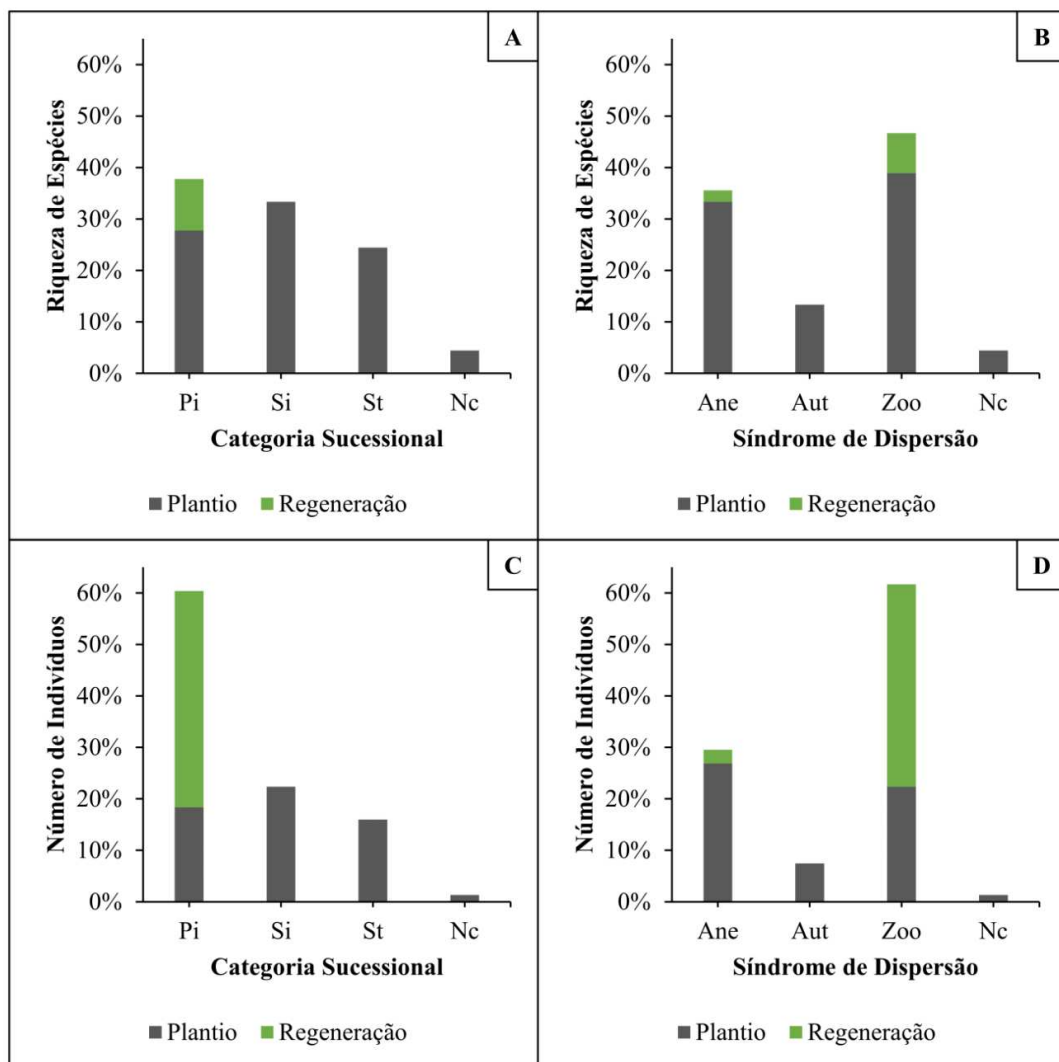 A
Riqueza de Espécies
60%
50%
40%
30%
20%
10%
0%
Pi Si St Nc
Categoria Sucessional
Plantio Regeneração
B
Riqueza de Espécies
60%
50%
40%
30%
20%
10%
0%
Ane Aut Zoo Nc
Síndrome de Dispersão
Plantio Regeneração
C
Número de Indivíduos
60%
50%
40%
30%
20%
10%
0%
Pi Si St Nc
Categoria Sucessional
Plantio Regeneração
D
Número de Indivíduos
60%
50%
40%
30%
20%
10%
0%
Ane Aut Zoo Nc
Síndrome de Dispersão
Plantio Regeneração